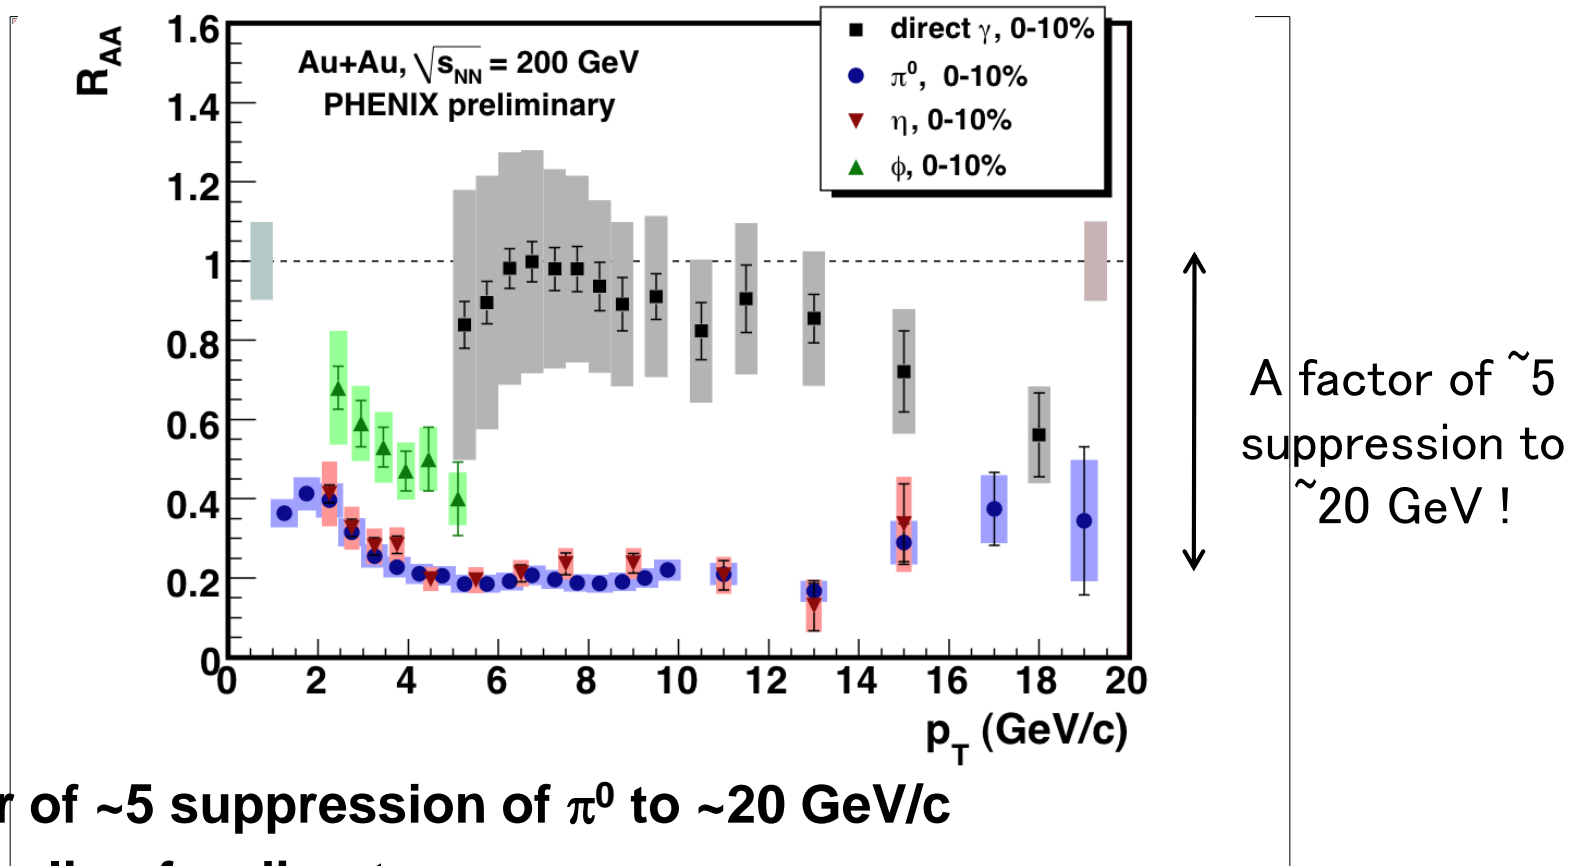 1.6
1.4
1.2
1
0.8
0.6
0.4
0.2
0
R_AA
Au+Au, √s_NN = 200 GeV
PHENIX preliminary
direct γ, 0-10%
π⁰, 0-10%
η, 0-10%
ϕ, 0-10%
0 2 4 6 8 10 12 14 16 18 20
p_T (GeV/c)
A factor of ~5
suppression to
~20 GeV !
r of ~5 suppression of π⁰ to ~20 GeV/c